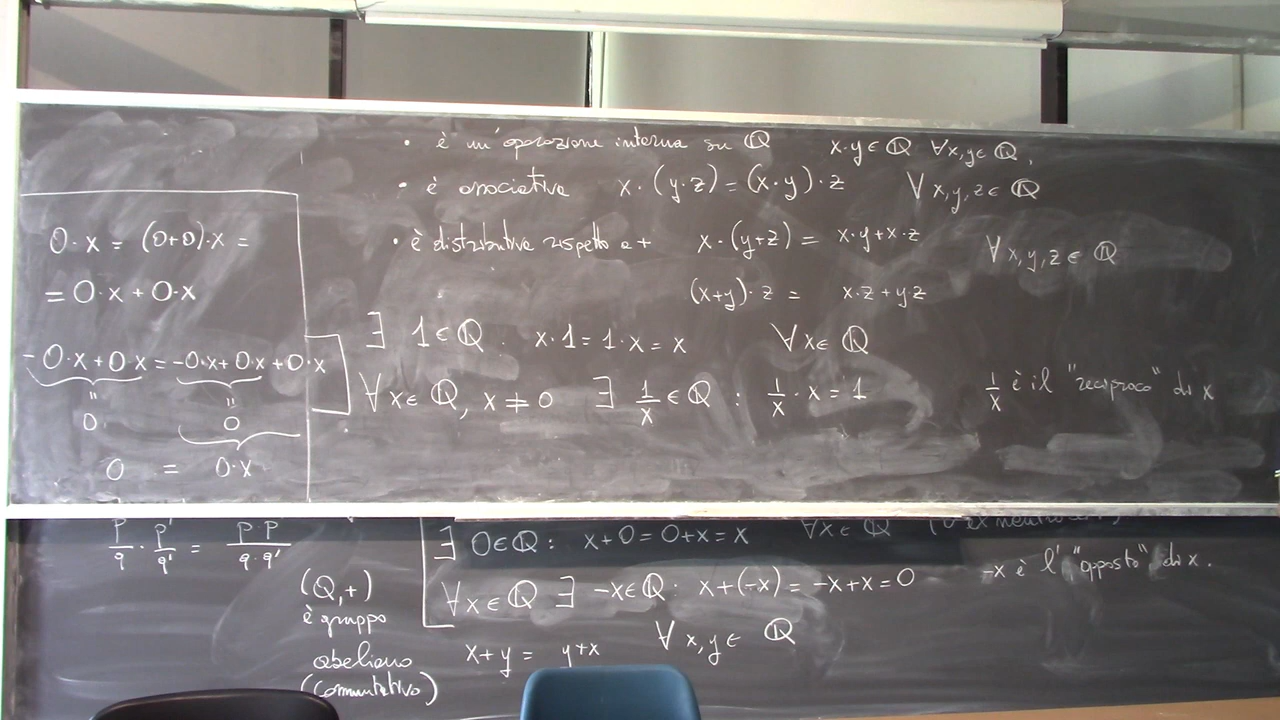 • è un'operazione interna su ℚ x·y∈ℚ ∀x,y∈ℚ.
• è associativa x·(y·z) = (x·y)·z ∀x,y,z∈ℚ
• è distributiva rispetto a + x·(y+z) = x·y+x·z ∀x,y,z∈ℚ
(x+y)·z = x·z+y·z
∃ 1∈ℚ: x·1=1·x=x ∀x∈ℚ
∀x∈ℚ, x≠0 ∃ 1/x ∈ℚ : 1/x · x = 1 1/x è il "reciproco" di x
0·x = (0+0)·x =
= 0·x + 0·x
-0·x+0·x = -0·x+0·x+0·x
" "
0 0
0 = 0·x
p/q · p'/q' = p·p/q·q'
∃ 0∈ℚ: x+0=0+x=x ∀x∈ℚ
∀x∈ℚ ∃ -x∈ℚ: x+(-x) = -x+x=0 -x è l'"opposto" di x.
x+y = y+x ∀x,y∈ ℚ
(Q,+)
è gruppo
abeliano
(commutativo)